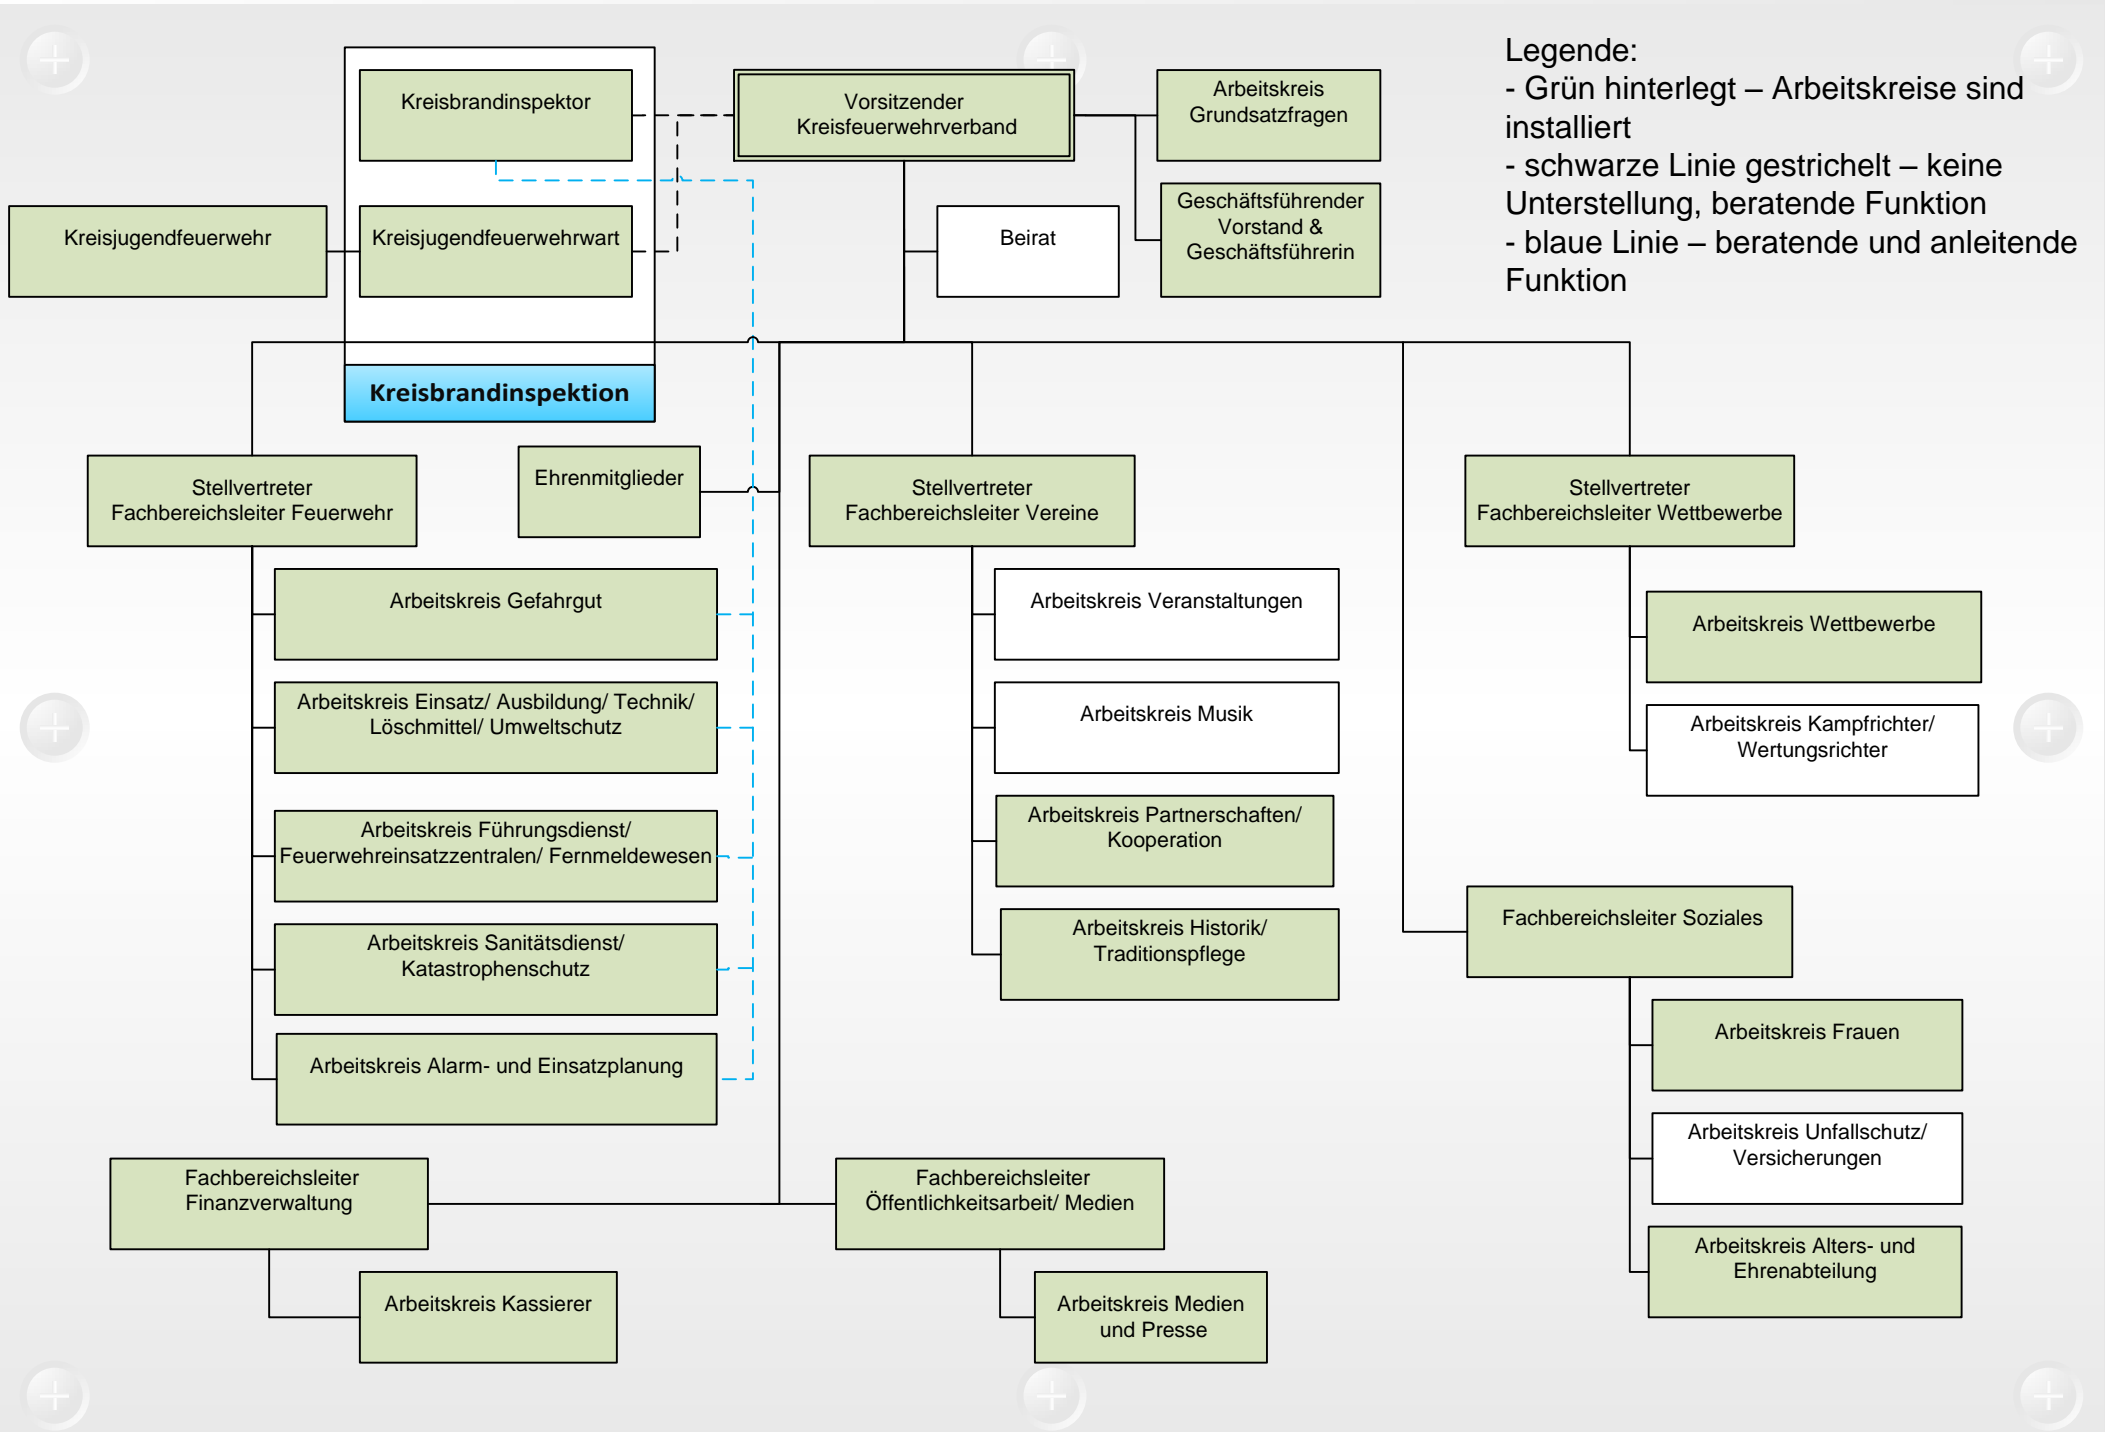 Legende:
- Grün hinterlegt – Arbeitskreise sind
installiert
- schwarze Linie gestrichelt – keine
Unterstellung, beratende Funktion
- blaue Linie – beratende und anleitende
Funktion
Kreisbrandinspektor
Vorsitzender
Kreisfeuerwehrverband
Arbeitskreis
Grundsatzfragen
Kreisjugendfeuerwehr
Kreisjugendfeuerwehrwart
Beirat
Geschäftsführender
Vorstand &
Geschäftsführerin
Kreisbrandinspektion
Stellvertreter
Fachbereichsleiter Feuerwehr
Ehrenmitglieder
Stellvertreter
Fachbereichsleiter Vereine
Stellvertreter
Fachbereichsleiter Wettbewerbe
Arbeitskreis Gefahrgut
Arbeitskreis Einsatz/ Ausbildung/ Technik/
Löschmittel/ Umweltschutz
Arbeitskreis Führungsdienst/
Feuerwehreinsatzzentralen/ Fernmeldewesen
Arbeitskreis Sanitätsdienst/
Katastrophenschutz
Arbeitskreis Alarm- und Einsatzplanung
Arbeitskreis Veranstaltungen
Arbeitskreis Musik
Arbeitskreis Partnerschaften/
Kooperation
Arbeitskreis Historik/
Traditionspflege
Arbeitskreis Wettbewerbe
Arbeitskreis Kampfrichter/
Wertungsrichter
Fachbereichsleiter Soziales
Arbeitskreis Frauen
Arbeitskreis Unfallschutz/
Versicherungen
Arbeitskreis Alters- und
Ehrenabteilung
Fachbereichsleiter
Finanzverwaltung
Arbeitskreis Kassierer
Fachbereichsleiter
Öffentlichkeitsarbeit/ Medien
Arbeitskreis Medien
und Presse